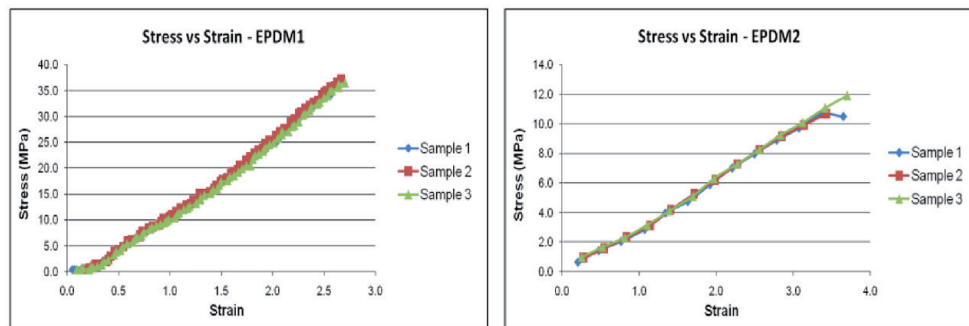 Stress vs Strain - EPDM1
Stress (MPa)
40.0
35.0
30.0
25.0
20.0
15.0
10.0
5.0
0.0
0.0 0.5 1.0 1.5 2.0 2.5 3.0
Strain
Sample 1
Sample 2
Sample 3
Stress vs Strain - EPDM2
Stress (MPa)
14.0
12.0
10.0
8.0
6.0
4.0
2.0
0.0
0.0 1.0 2.0 3.0 4.0
Strain
Sample 1
Sample 2
Sample 3